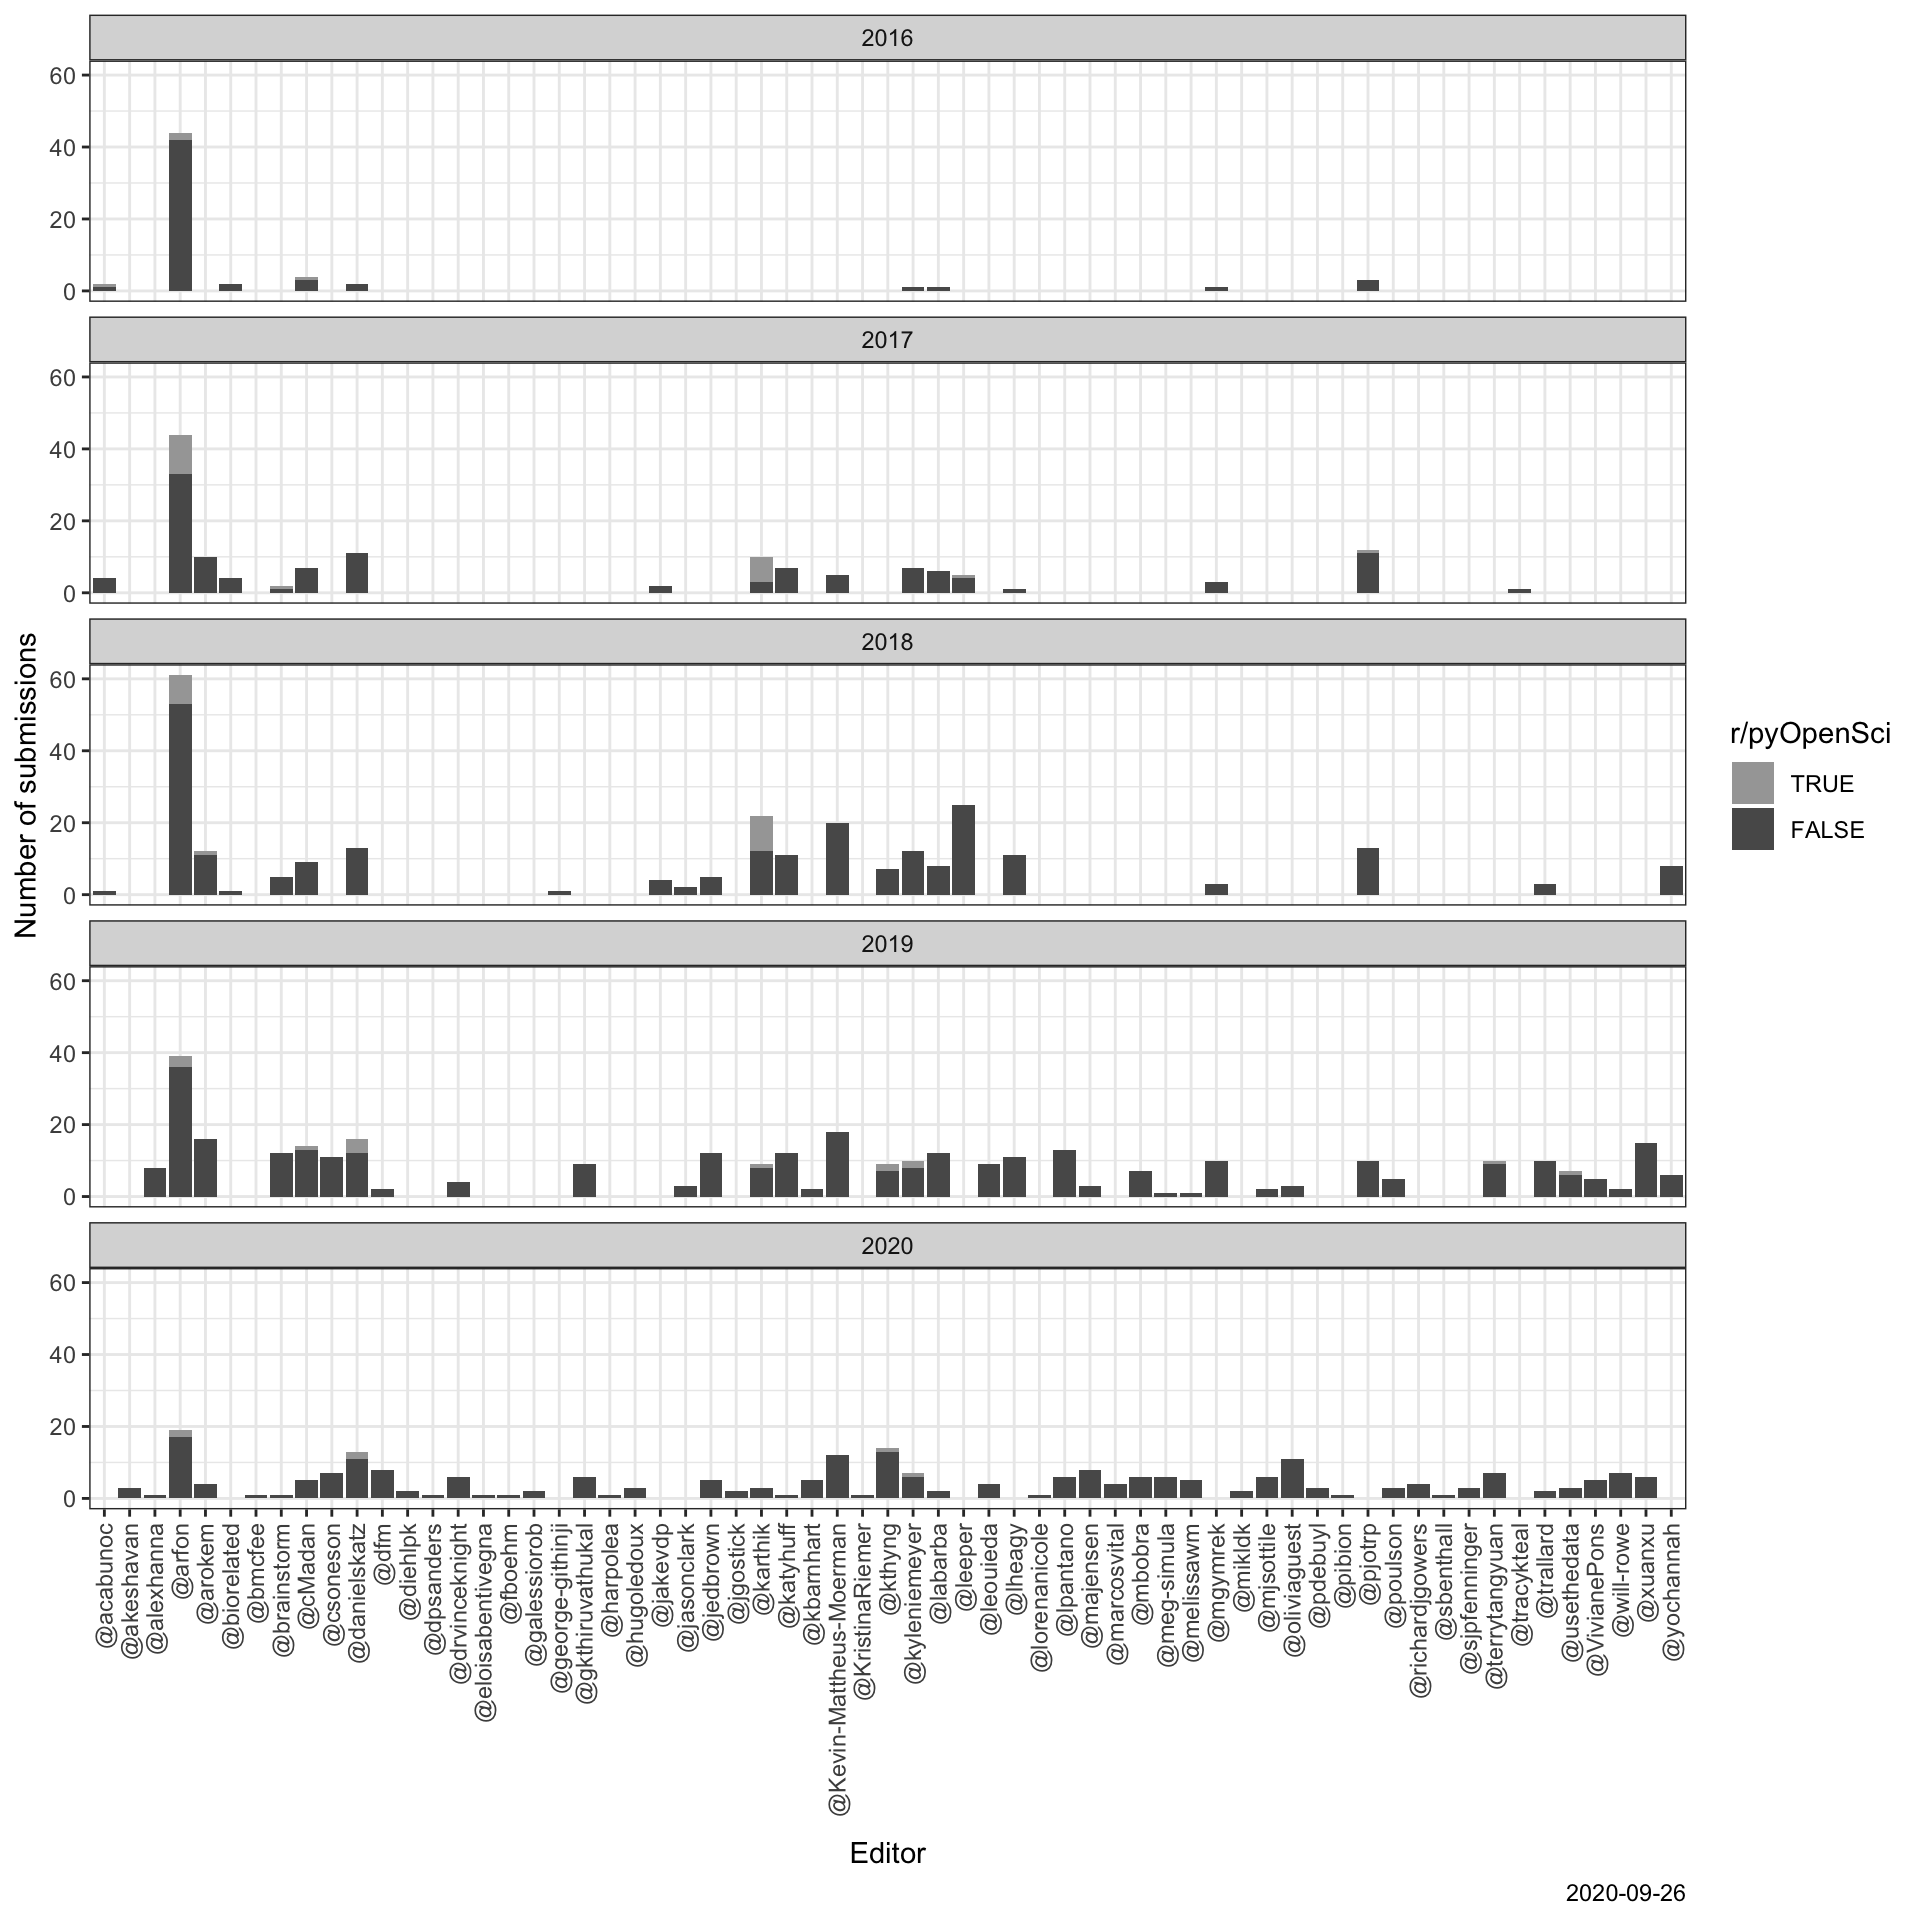 2016
60
40
20
0
2017
60
40
20
0
2018
60
40
20
0
2019
60
40
20
0
2020
60
40
20
0
Number of submissions
r/pyOpenSci
TRUE
FALSE
@acabunoc
@akeshavan
@alexhanna
@arfon
@arokem
@biorelated
@bmcfee
@brainstorm
@cMadan
@csoneson
@danielskatz
@dfm
@diehlpk
@dpsanders
@drvinceknight
@eloisabentivegna
@fboehm
@galessiorob
@george-githinji
@gkthiruvathukal
@harpolea
@hugoledoux
@jakevdp
@jasonclark
@jedbrown
@jgostick
@karthik
@katyhuff
@kbarnhart
@Kevin-Mattheus-Moerman
@KristinaRiemer
@kthyng
@kyleniemeyer
@labarba
@leeper
@leouieda
@lheagy
@lorenanicole
@lpantano
@majensen
@marcosvital
@mbobra
@meg-simula
@melissawm
@mgymrek
@mikldk
@mjsottile
@oliviaguest
@pdebuyl
@pibion
@pjotrp
@poulson
@richardjgowers
@sbenthall
@sjpfenninger
@terrytangyuan
@tracykteal
@trallard
@usethedata
@VivianePons
@will-rowe
@xuanxu
@yochannah
Editor
2020-09-26